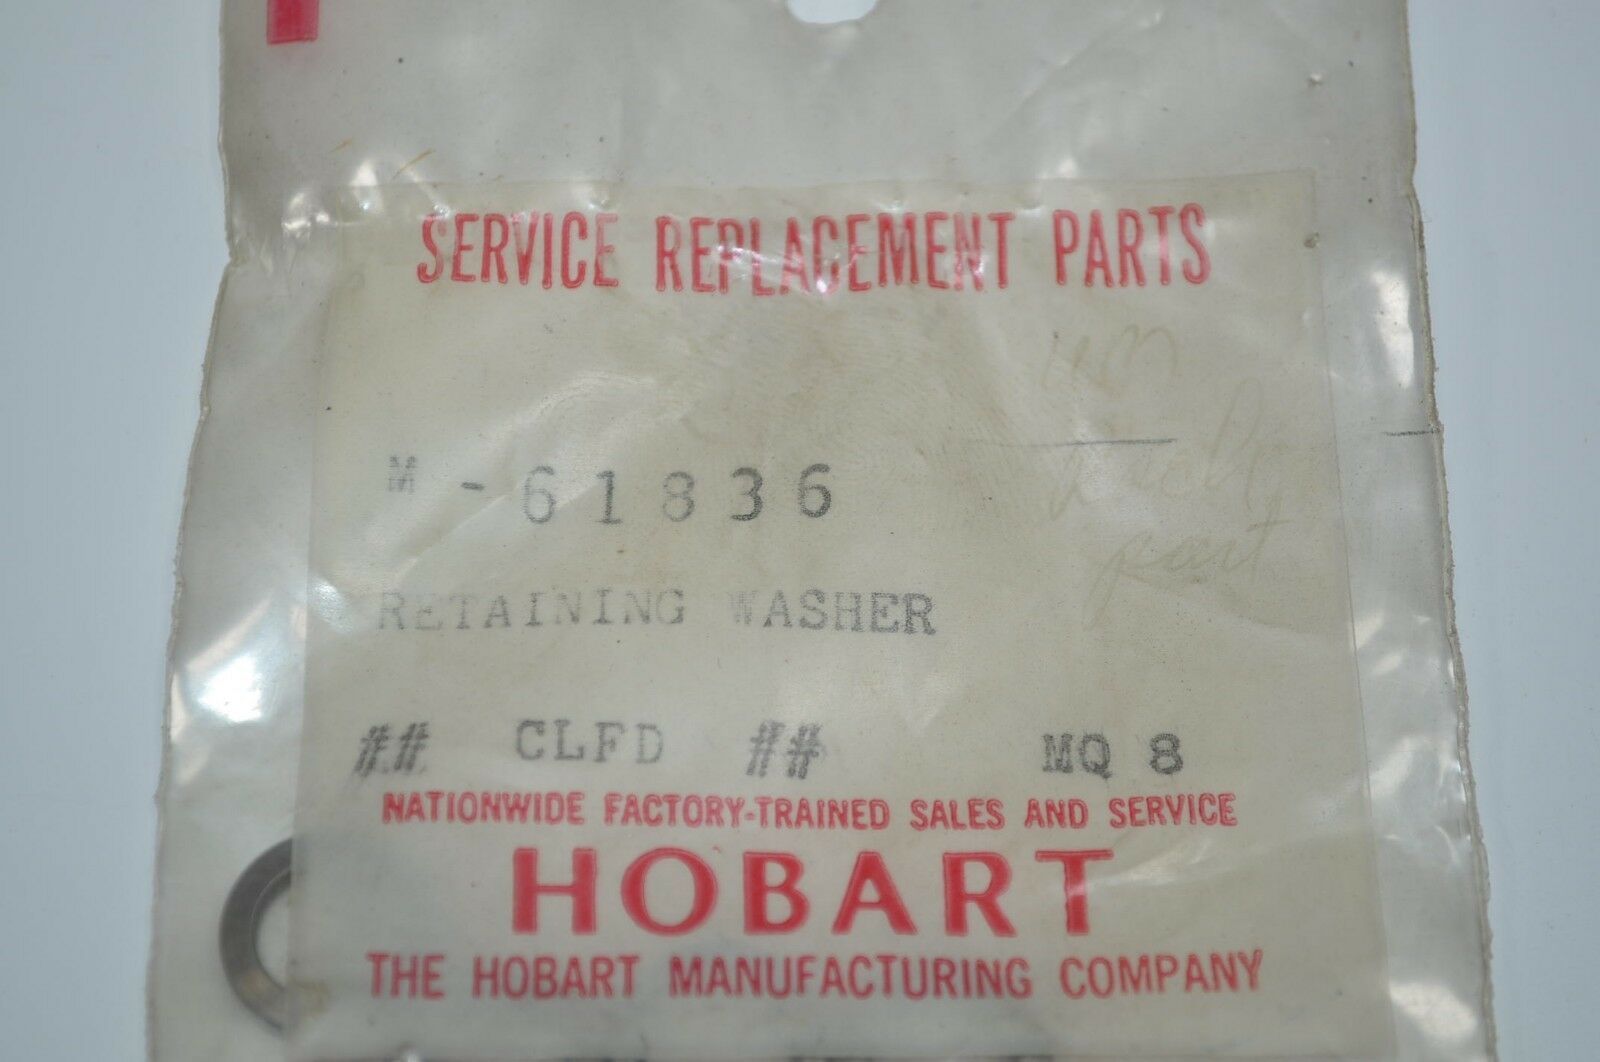 SERVICE REPLACEMENT PARTS
M - 61836
part
RETAINING WASHER
## CLFD ## MQ 8
NATIONWIDE FACTORY-TRAINED SALES AND SERVICE
HOBART
THE HOBART MANUFACTURING COMPANY